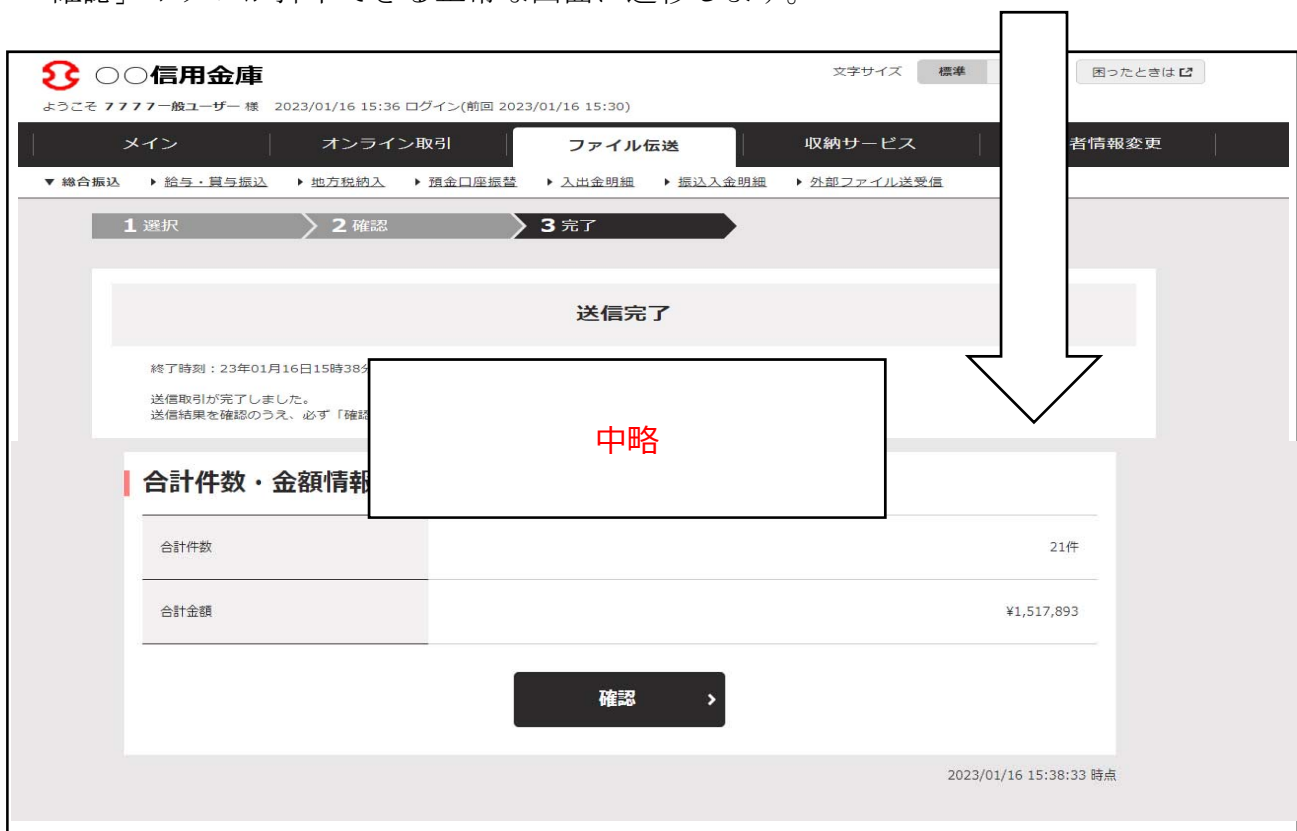 確認」
○○信用金庫
文字サイズ 標準 困ったときは
ようこそ 7777一般ユーザー 様 2023/01/16 15:36 ログイン(前回 2023/01/16 15:30)
メイン オンライン取引 ファイル伝送 収納サービス 者情報変更
▼ 総合振込 ▶ 給与・賞与振込 ▶ 地方税納入 ▶ 預金口座振替 ▶ 入出金明細 ▶ 振込入金明細 ▶ 外部ファイル送受信
1 選択 2 確認 3 完了
送信完了
終了時刻:23年01月16日15時38分
送信取引が完了しました。
送信結果を確認のうえ、必ず「確認
中略
合計件数・金額情報
合計件数 21件
合計金額 ¥1,517,893
確認
2023/01/16 15:38:33 時点